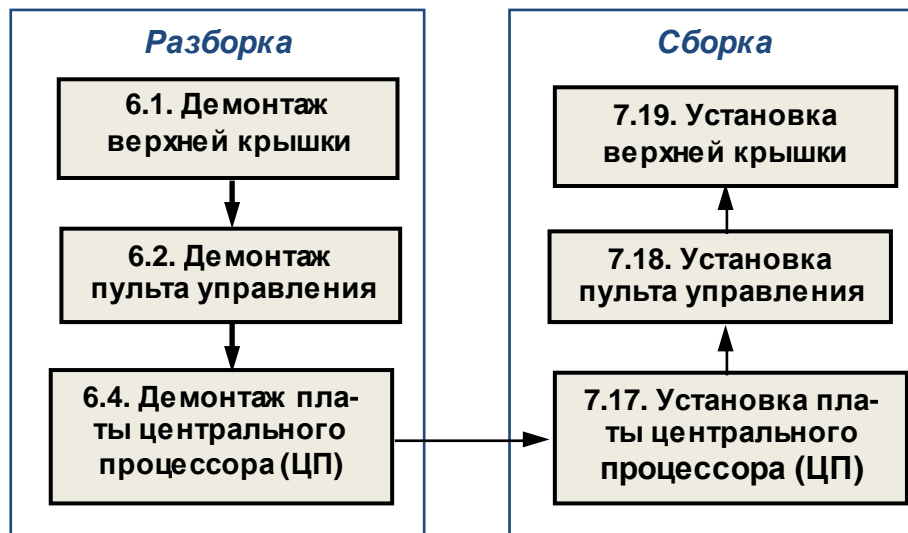 Разборка
6.1. Демонтаж
верхней крышки
6.2. Демонтаж
пульта управления
6.4. Демонтаж пла-
ты центрального
процессора (ЦП)
Сборка
7.19. Установка
верхней крышки
7.18. Установка
пульта управления
7.17. Установка пла-
ты центрального
процессора (ЦП)